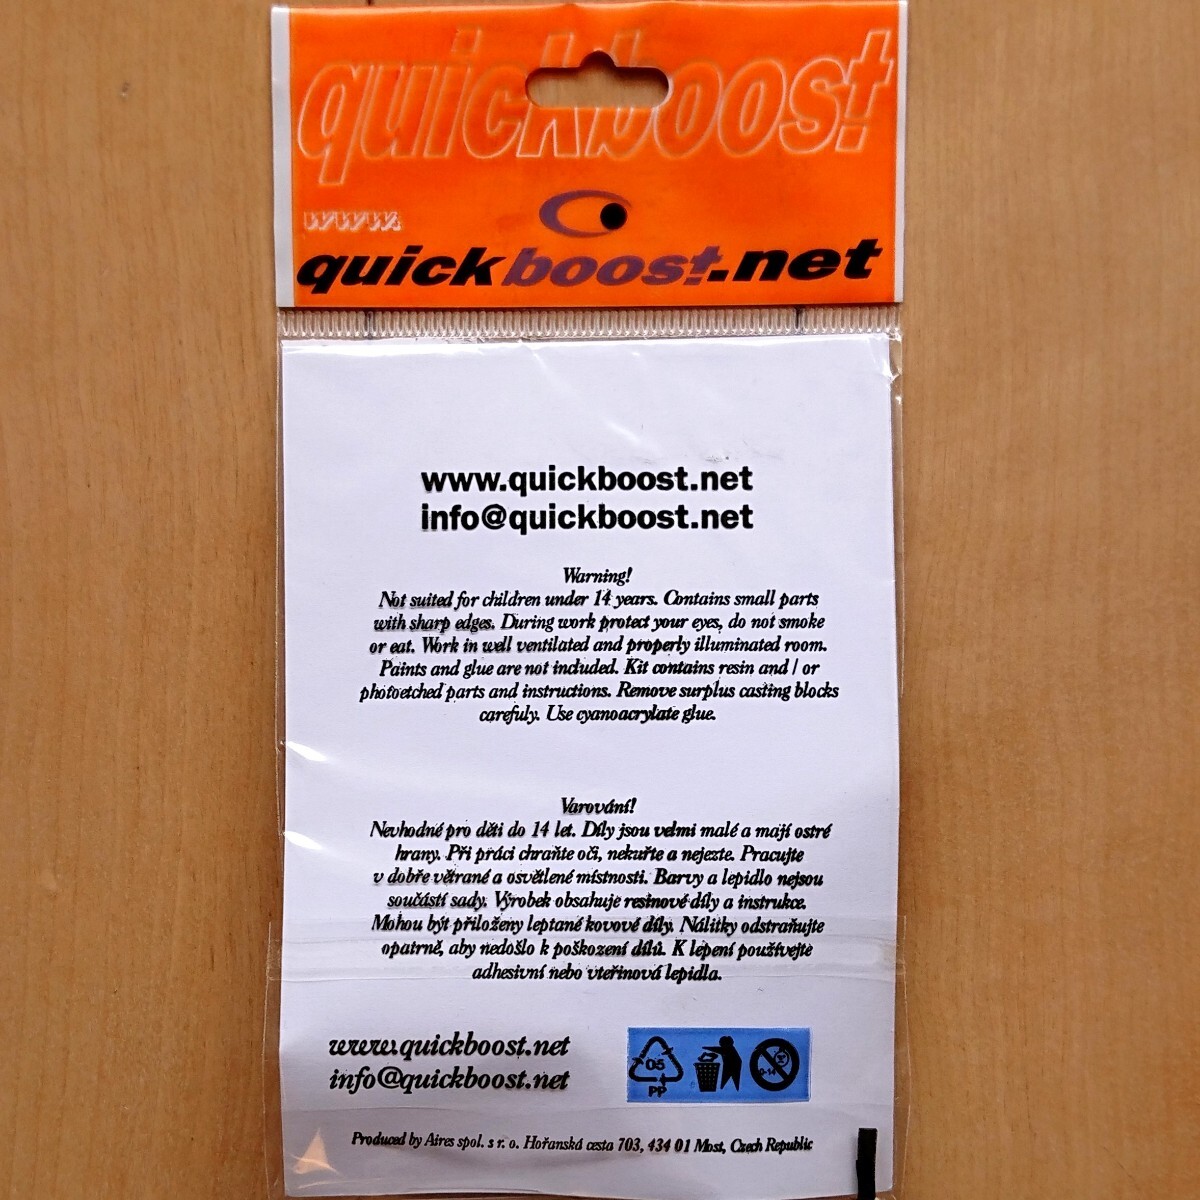 quickboost
www.
quickboost.net
www.quickboost.net
info@quickboost.net
Warning!
Not suited for children under 14 years. Contains small parts
with sharp edges. During work protect your eyes, do not smoke
or eat. Work in well ventilated and properly illuminated room.
Paints and glue are not included. Kit contains resin and / or
photoetched parts and instructions. Remove surplus casting blocks
carefuly. Use cyanoacrylate glue.
Varování!
Nevhodné pro děti do 14 let. Díly jsou velmi malé a mají ostré
hrany. Při práci chraňte oči, nekuřte a nejezte. Pracujte
v dobře větrané a osvětlené místnosti. Barvy a lepidlo nejsou
součástí sady. Výrobek obsahuje resinové díly a instrukce.
Mohou být přiloženy leptané kovové díly. Nálitky odstraňujte
opatrně, aby nedošlo k poškození dílů. K lepení používejte
adhesivní nebo vteřinová lepidla.
www.quickboost.net
info@quickboost.net
05
PP
0-14
Produced by Aires spol. s r. o. Hořanská cesta 703, 434 01 Most, Czech Republic